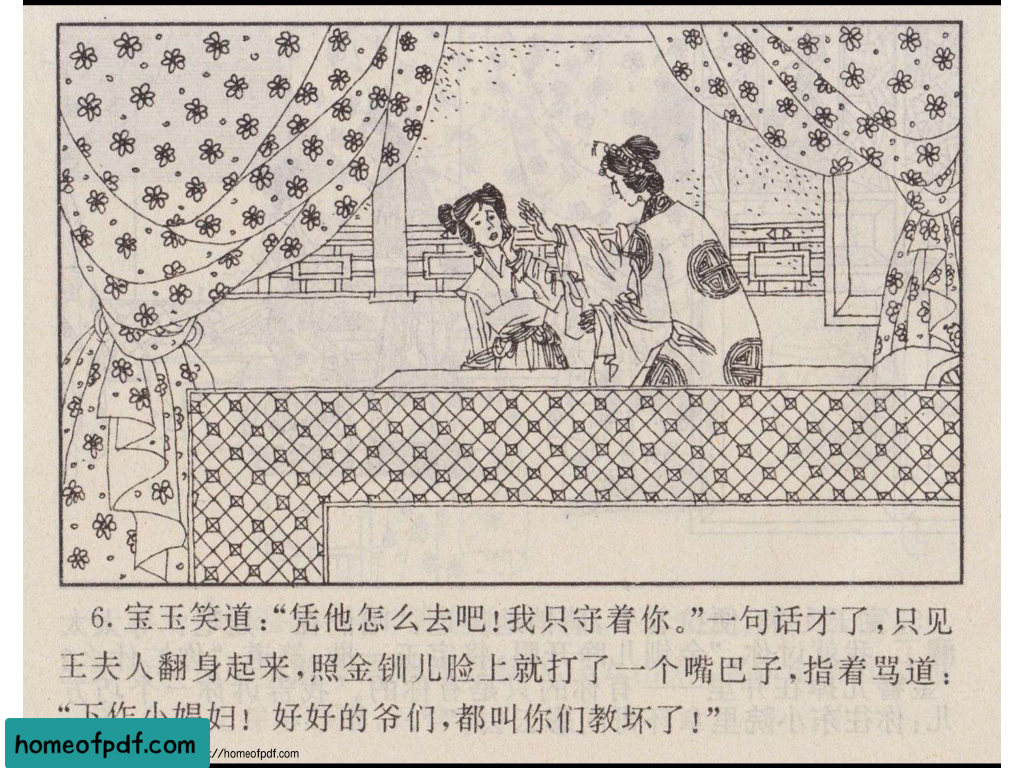 6. 宝玉笑道：“凭他怎么去吧！我只守着你。”一句话才了，只见
王夫人翻身起来，照金钏儿脸上就打了一个嘴巴子，指着骂道：
“下作小娼妇！好好的爷们，都叫你们教坏了！”
homeofpdf.com
://homeofpdf.com